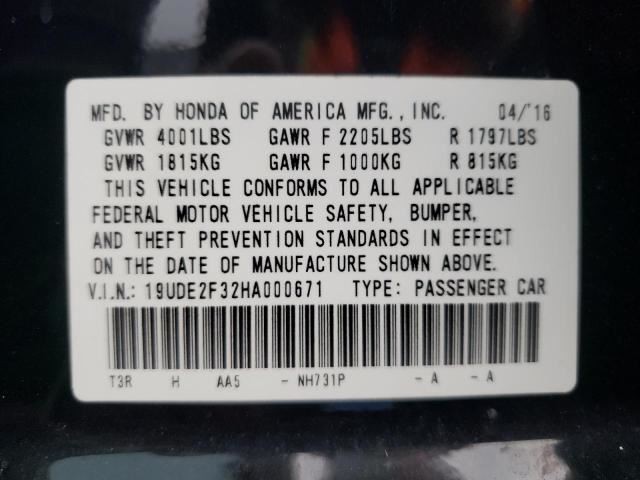 MFD. BY HONDA OF AMERICA MFG., INC. 04/'16
GVWR 4001LBS GAWR F 2205LBS R 1797LBS
GVWR 1815KG GAWR F 1000KG R 815KG
THIS VEHICLE CONFORMS TO ALL APPLICABLE
FEDERAL MOTOR VEHICLE SAFETY, BUMPER,
AND THEFT PREVENTION STANDARDS IN EFFECT
ON THE DATE OF MANUFACTURE SHOWN ABOVE.
V.I.N.: 19UDE2F32HA000671 TYPE: PASSENGER CAR
T3R H AA5 - NH731P - A - A